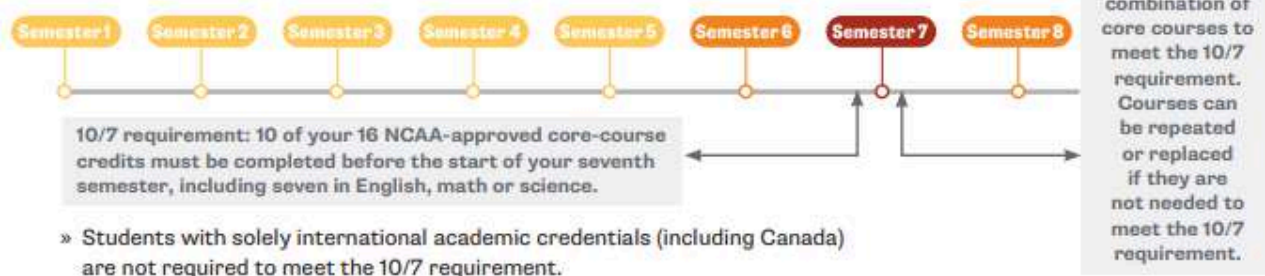 Semester 1 Semester 2 Semester 3 Semester 4 Semester 5 Semester 6 Semester 7 Semester 8
10/7 requirement: 10 of your 16 NCAA-approved core-course
credits must be completed before the start of your seventh
semester, including seven in English, math or science.
» Students with solely international academic credentials (including Canada)
are not required to meet the 10/7 requirement.
combination of
core courses to
meet the 10/7
requirement.
Courses can
be repeated
or replaced
if they are
not needed to
meet the 10/7
requirement.